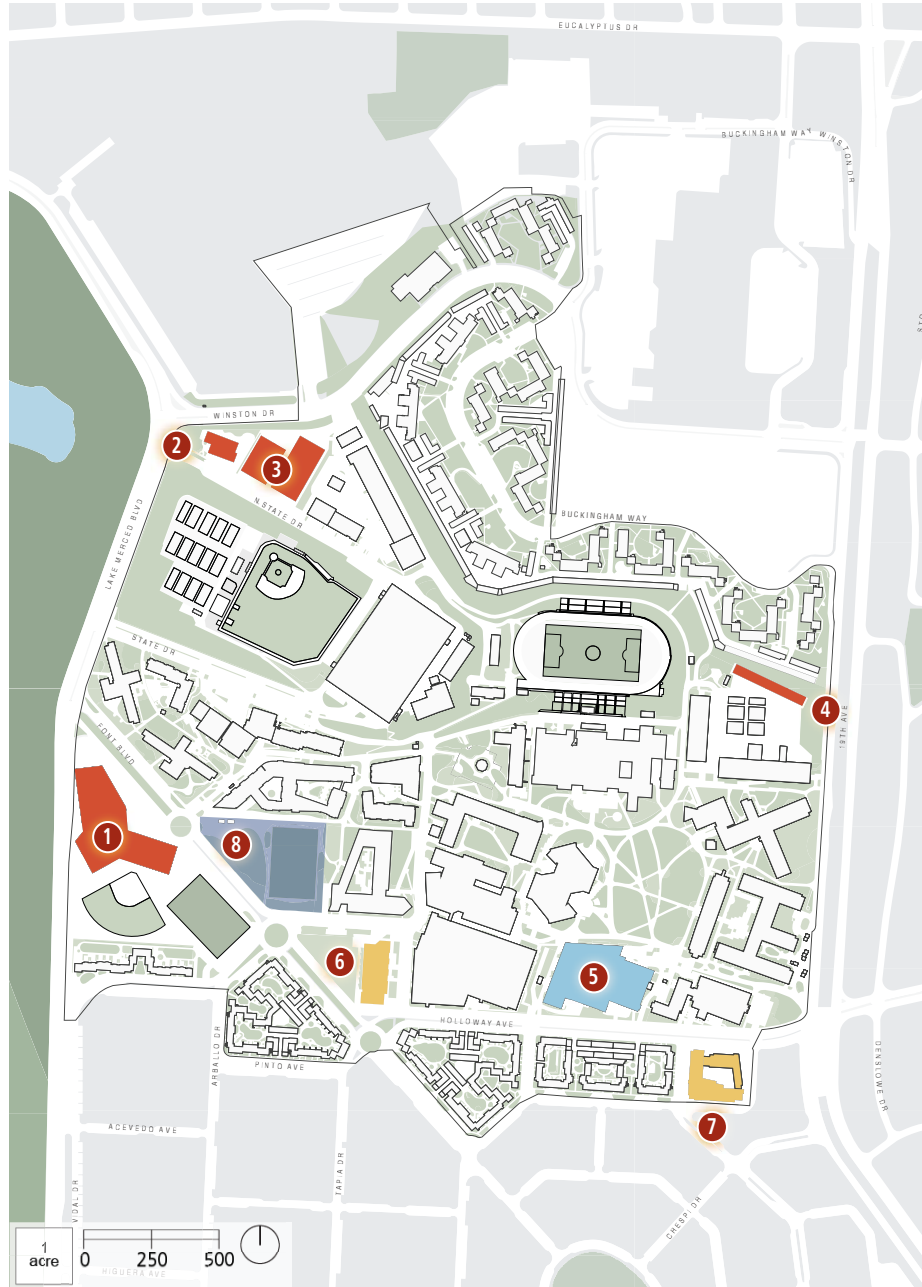 EUCALYPTUS DR
BUCKINGHAM WAY
WINSTON DR
WINSTON DR
2
3
N STATE DR
BUCKINGHAM WAY
LAKE MERCED BLVD
STATE DR
4
19TH AVE
FONT BLVD
1
8
6
5
HOLLOWAY AVE
ARBALLO DR
PINTO AVE
DENSLOWE DR
7
ACEVEDO AVE
TAPIA DR
VIDAL DR
CRESPI DR
1
acre
0 250 500
HIGUERA AVE